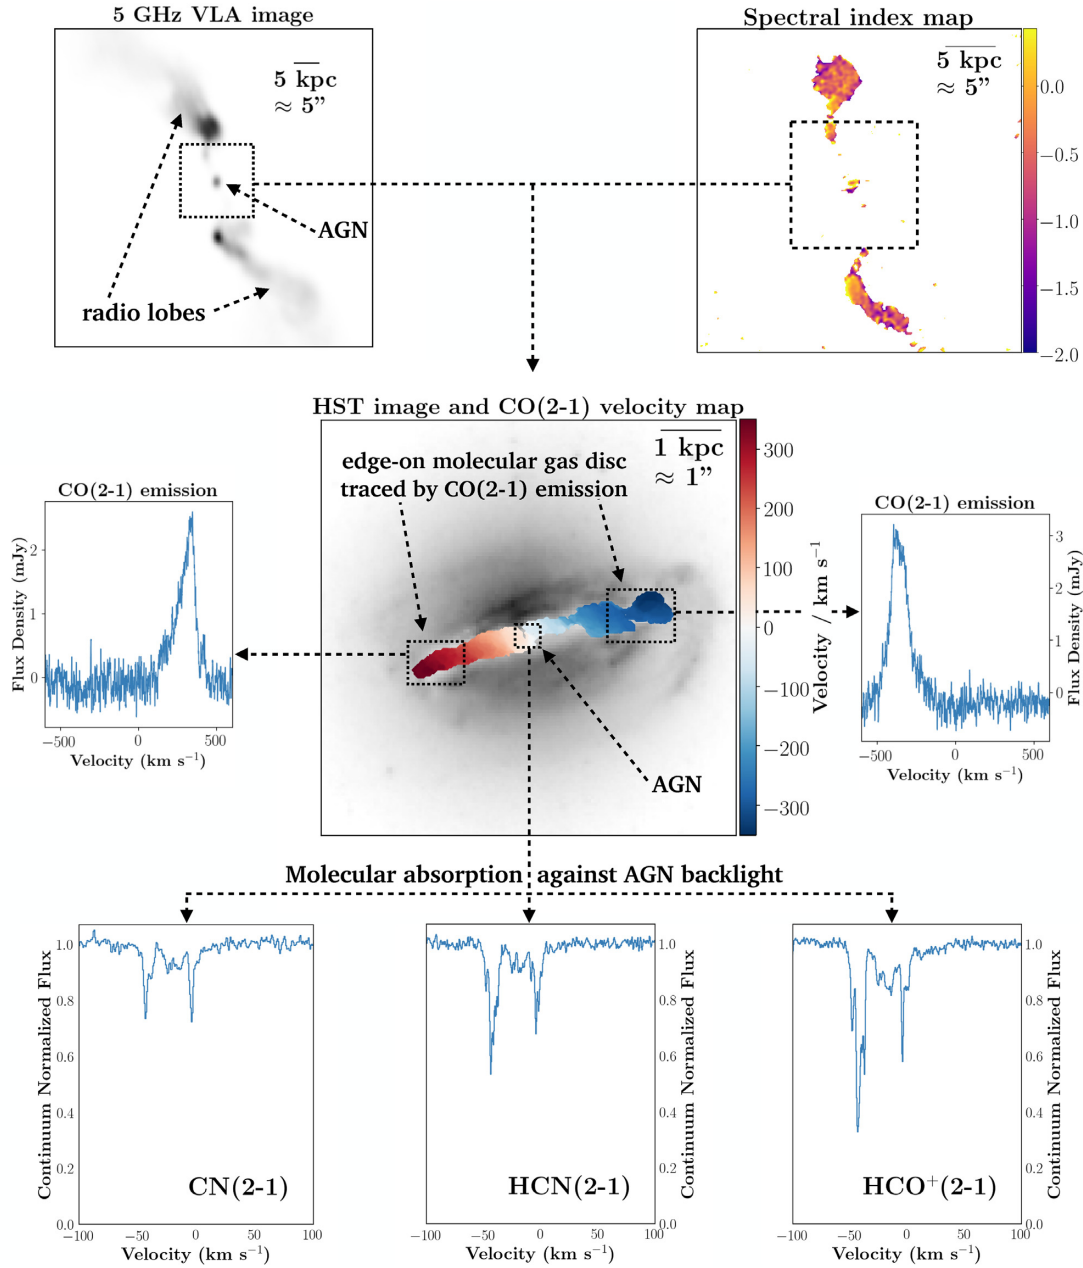 5 GHz VLA image
5 kpc
≈ 5”
AGN
radio lobes
Spectral index map
5 kpc
≈ 5”
0.0
−0.5
−1.0
−1.5
−2.0
HST image and CO(2-1) velocity map
1 kpc
≈ 1”
edge-on molecular gas disc
traced by CO(2-1) emission
AGN
300
200
100
0
−100
−200
−300
Velocity / km s⁻¹
CO(2-1) emission
Flux Density (mJy)
2
1
0
−500 0 500
Velocity (km s⁻¹)
CO(2-1) emission
3
2
1
0
Flux Density (mJy)
−500 0 500
Velocity (km s⁻¹)
Molecular absorption against AGN backlight
Continuum Normalized Flux
1.0
0.8
0.6
0.4
0.2
0.0
CN(2-1)
−100 −50 0 50 100
Velocity (km s⁻¹)
HCN(2-1)
1.0
0.8
0.6
0.4
0.2
0.0
Continuum Normalized Flux
−100 −50 0 50 100
Velocity (km s⁻¹)
HCO⁺(2-1)
1.0
0.8
0.6
0.4
0.2
0.0
Continuum Normalized Flux
−100 −50 0 50 100
Velocity (km s⁻¹)